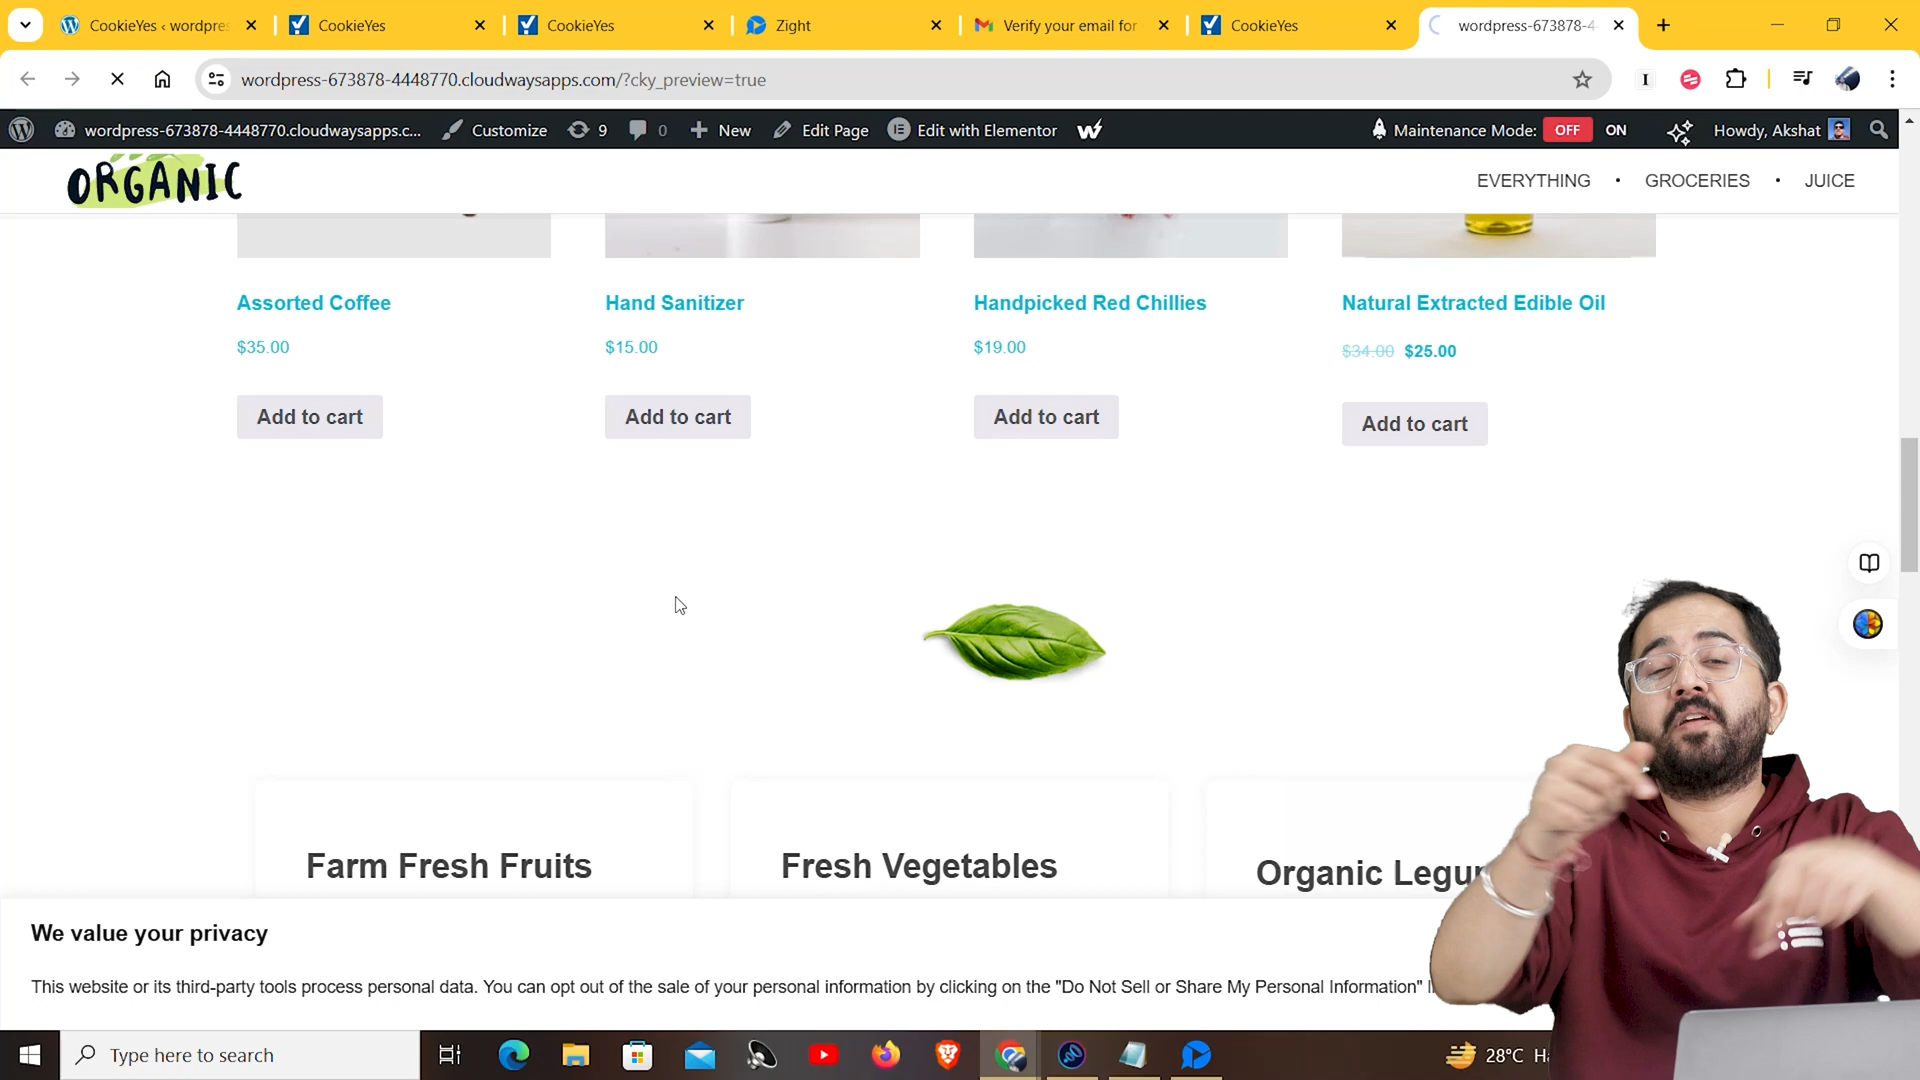 CookieYes ‹ wordpres
CookieYes
CookieYes
Zight
Verify your email for
CookieYes
wordpress-673878-4
wordpress-673878-4448770.cloudwaysapps.com/?cky_preview=true
wordpress-673878-4448770.cloudwaysapps.c...
Customize
9
0
New
Edit Page
Edit with Elementor
Maintenance Mode: OFF ON
Howdy, Akshat
ORGANIC
EVERYTHING • GROCERIES • JUICE
Assorted Coffee
Hand Sanitizer
Handpicked Red Chillies
Natural Extracted Edible Oil
$35.00
$15.00
$19.00
$34.00 $25.00
Add to cart
Add to cart
Add to cart
Add to cart
Farm Fresh Fruits
Fresh Vegetables
Organic Legu
We value your privacy
This website or its third-party tools process personal data. You can opt out of the sale of your personal information by clicking on the "Do Not Sell or Share My Personal Information"
Type here to search
28°C